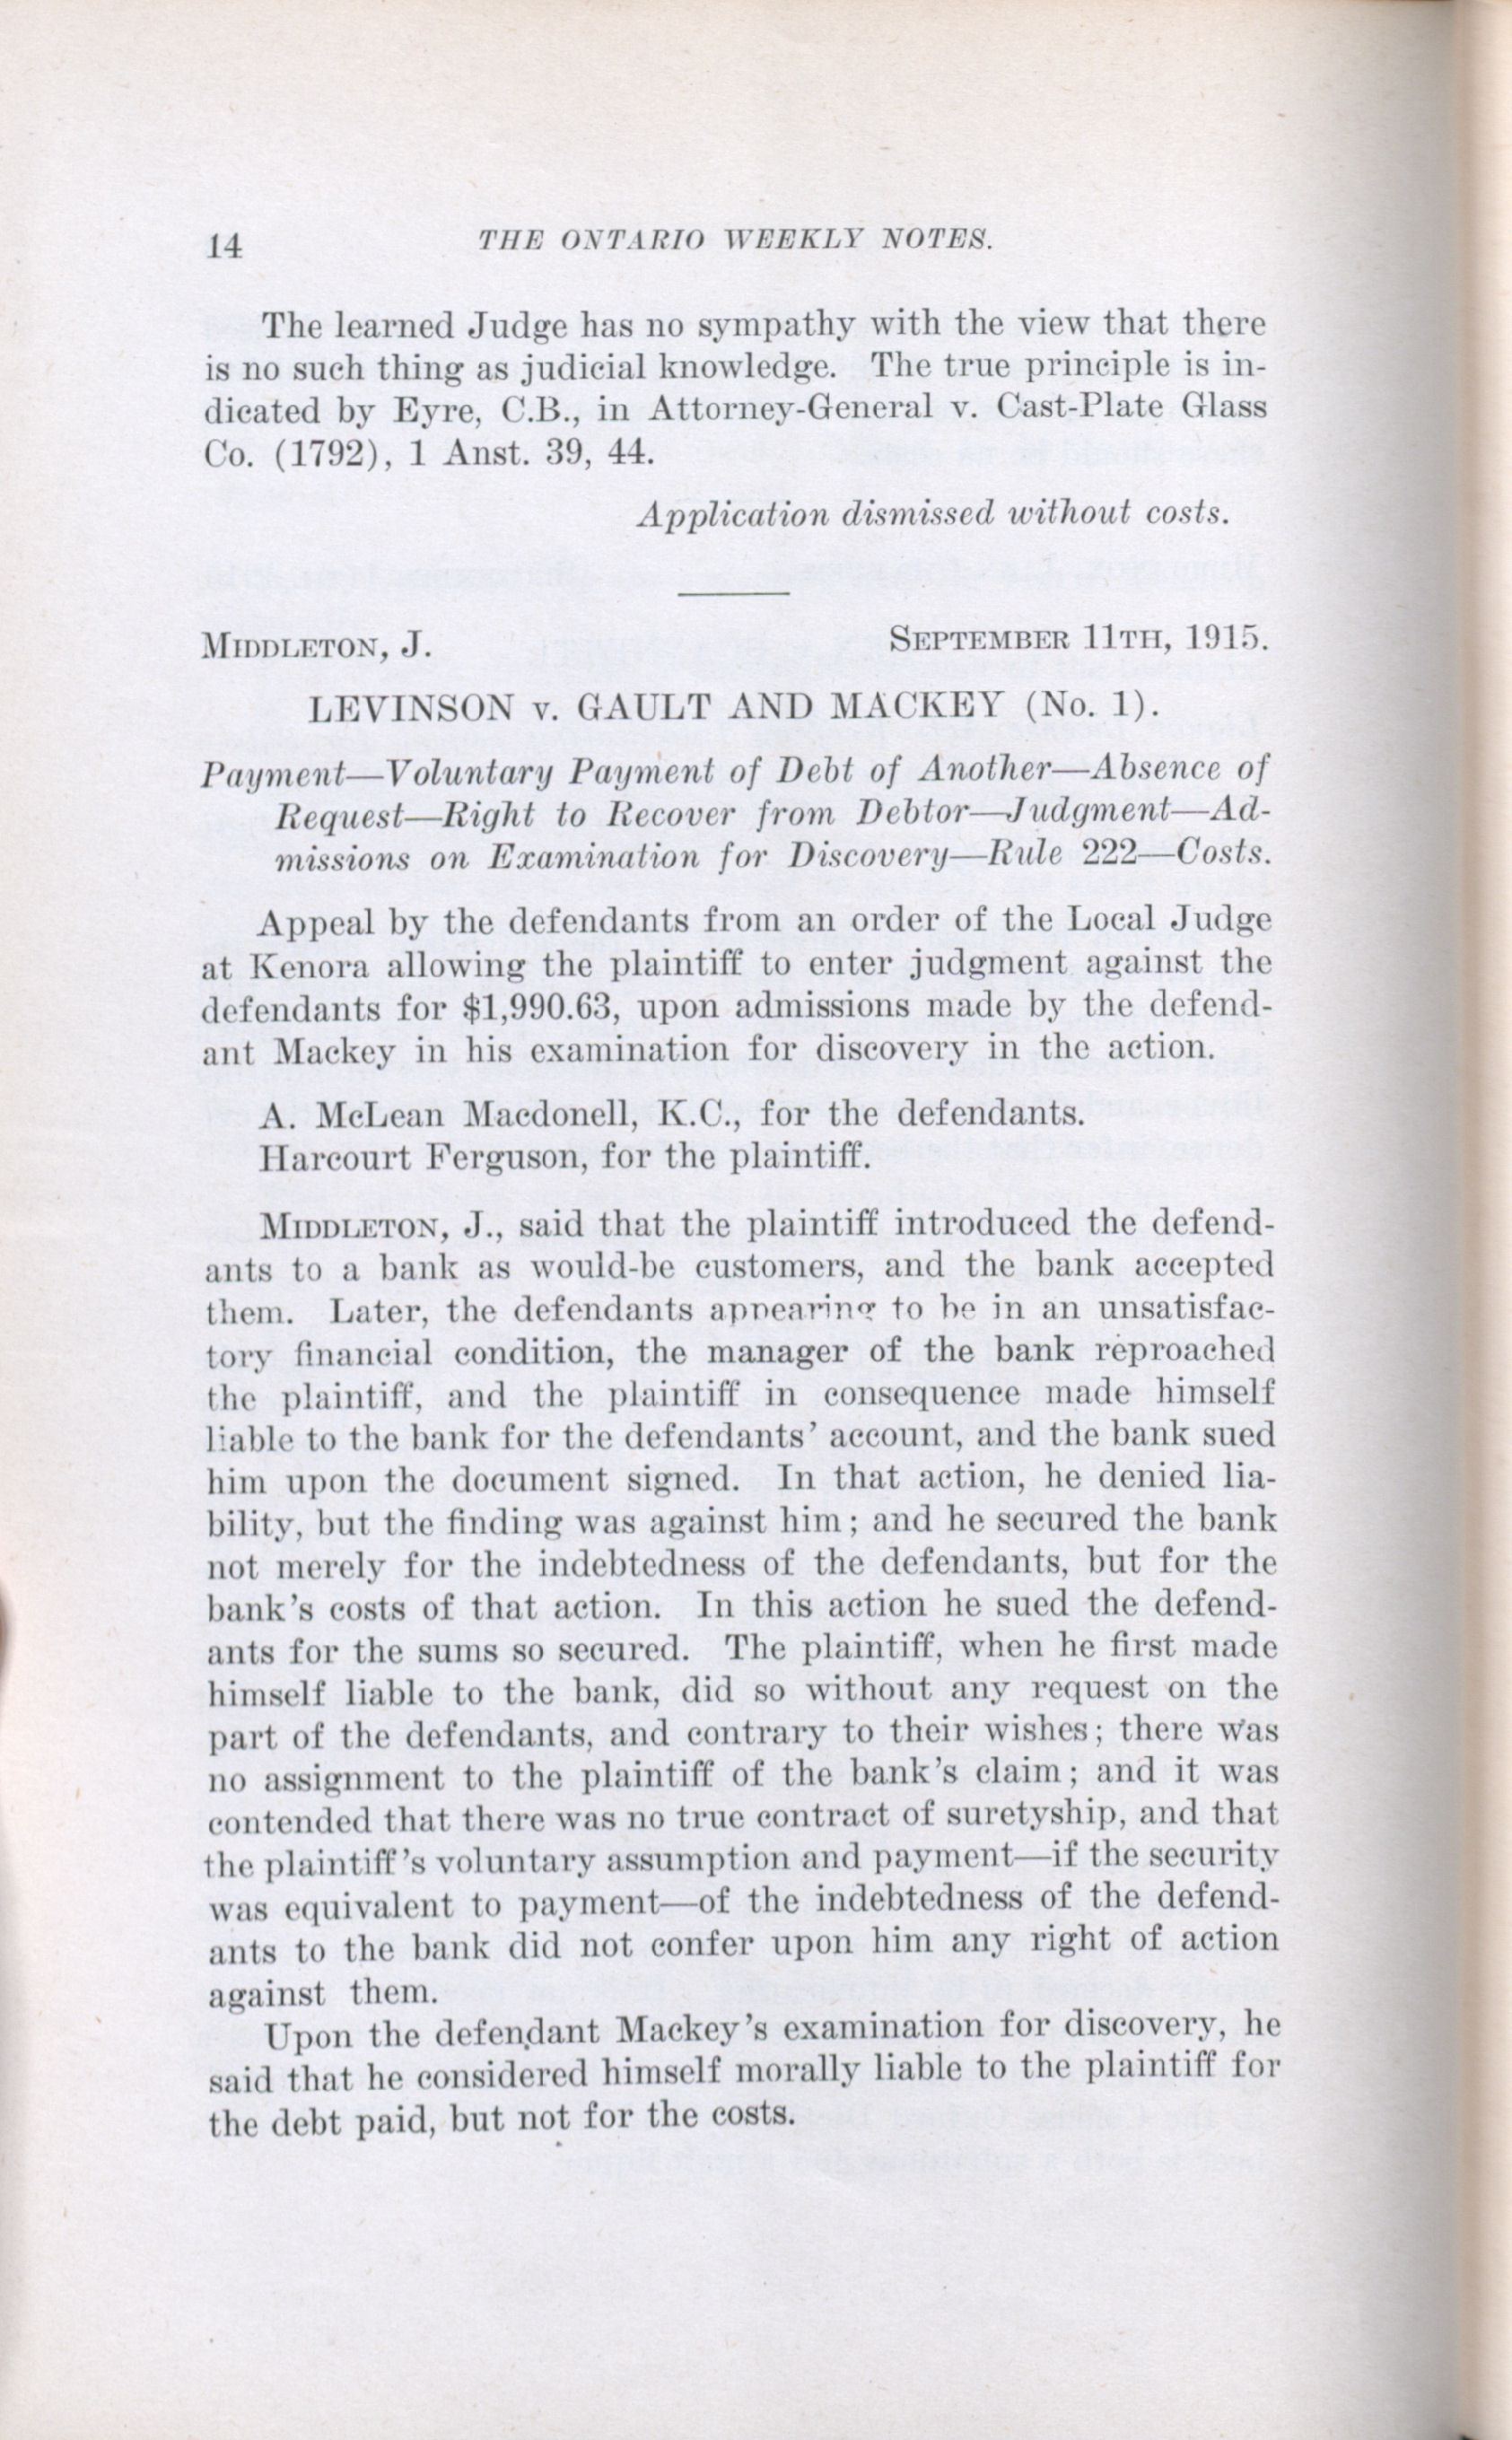 14
THE ONTARIO WEEKLY NOTES.
The learned Judge has no sympathy with the view that there
is no such thing as judicial knowledge. The true principle is in-
dicated by Eyre, C.B., in Attorney-General v. Cast-Plate Glass
Co. (1792), 1 Anst. 39, 44.
Application dismissed without costs.
MIDDLETON, J.
SEPTEMBER 11TH, 1915.
LEVINSON v. GAULT AND MACKEY (No. 1).
Payment—Voluntary Payment of Debt of Another—Absence of
Request—Right to Recover from Debtor—Judgment—Ad-
missions on Examination for Discovery—Rule 222—Costs.
Appeal by the defendants from an order of the Local Judge
at Kenora allowing the plaintiff to enter judgment against the
defendants for $1,990.63, upon admissions made by the defend-
ant Mackey in his examination for discovery in the action.
A. McLean Macdonell, K.C., for the defendants.
Harcourt Ferguson, for the plaintiff.
MIDDLETON, J., said that the plaintiff introduced the defend-
ants to a bank as would-be customers, and the bank accepted
them. Later, the defendants appearing to be in an unsatisfac-
tory financial condition, the manager of the bank reproached
the plaintiff, and the plaintiff in consequence made himself
liable to the bank for the defendants' account, and the bank sued
him upon the document signed. In that action, he denied lia-
bility, but the finding was against him; and he secured the bank
not merely for the indebtedness of the defendants, but for the
bank's costs of that action. In this action he sued the defend-
ants for the sums so secured. The plaintiff, when he first made
himself liable to the bank, did so without any request on the
part of the defendants, and contrary to their wishes; there was
no assignment to the plaintiff of the bank's claim; and it was
contended that there was no true contract of suretyship, and that
the plaintiff's voluntary assumption and payment—if the security
was equivalent to payment—of the indebtedness of the defend-
ants to the bank did not confer upon him any right of action
against them.
Upon the defendant Mackey's examination for discovery, he
said that he considered himself morally liable to the plaintiff for
the debt paid, but not for the costs.